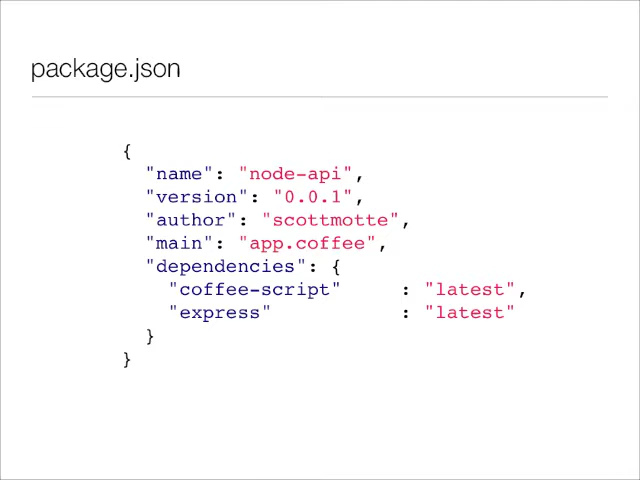 package.json
{
"name": "node-api",
"version": "0.0.1",
"author": "scottmotte",
"main": "app.coffee",
"dependencies": {
"coffee-script" : "latest",
"express" : "latest"
}
}